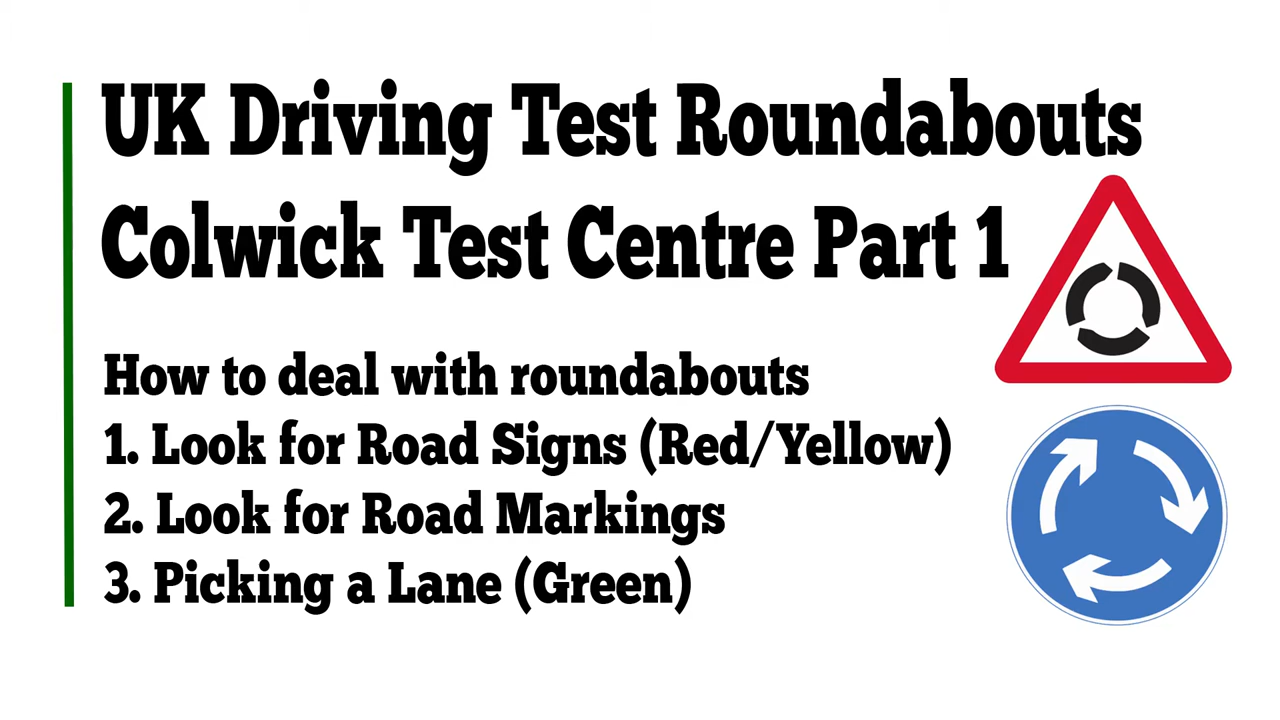 UK Driving Test Roundabouts
Colwick Test Centre Part 1
How to deal with roundabouts
1. Look for Road Signs (Red/Yellow)
2. Look for Road Markings
3. Picking a Lane (Green)